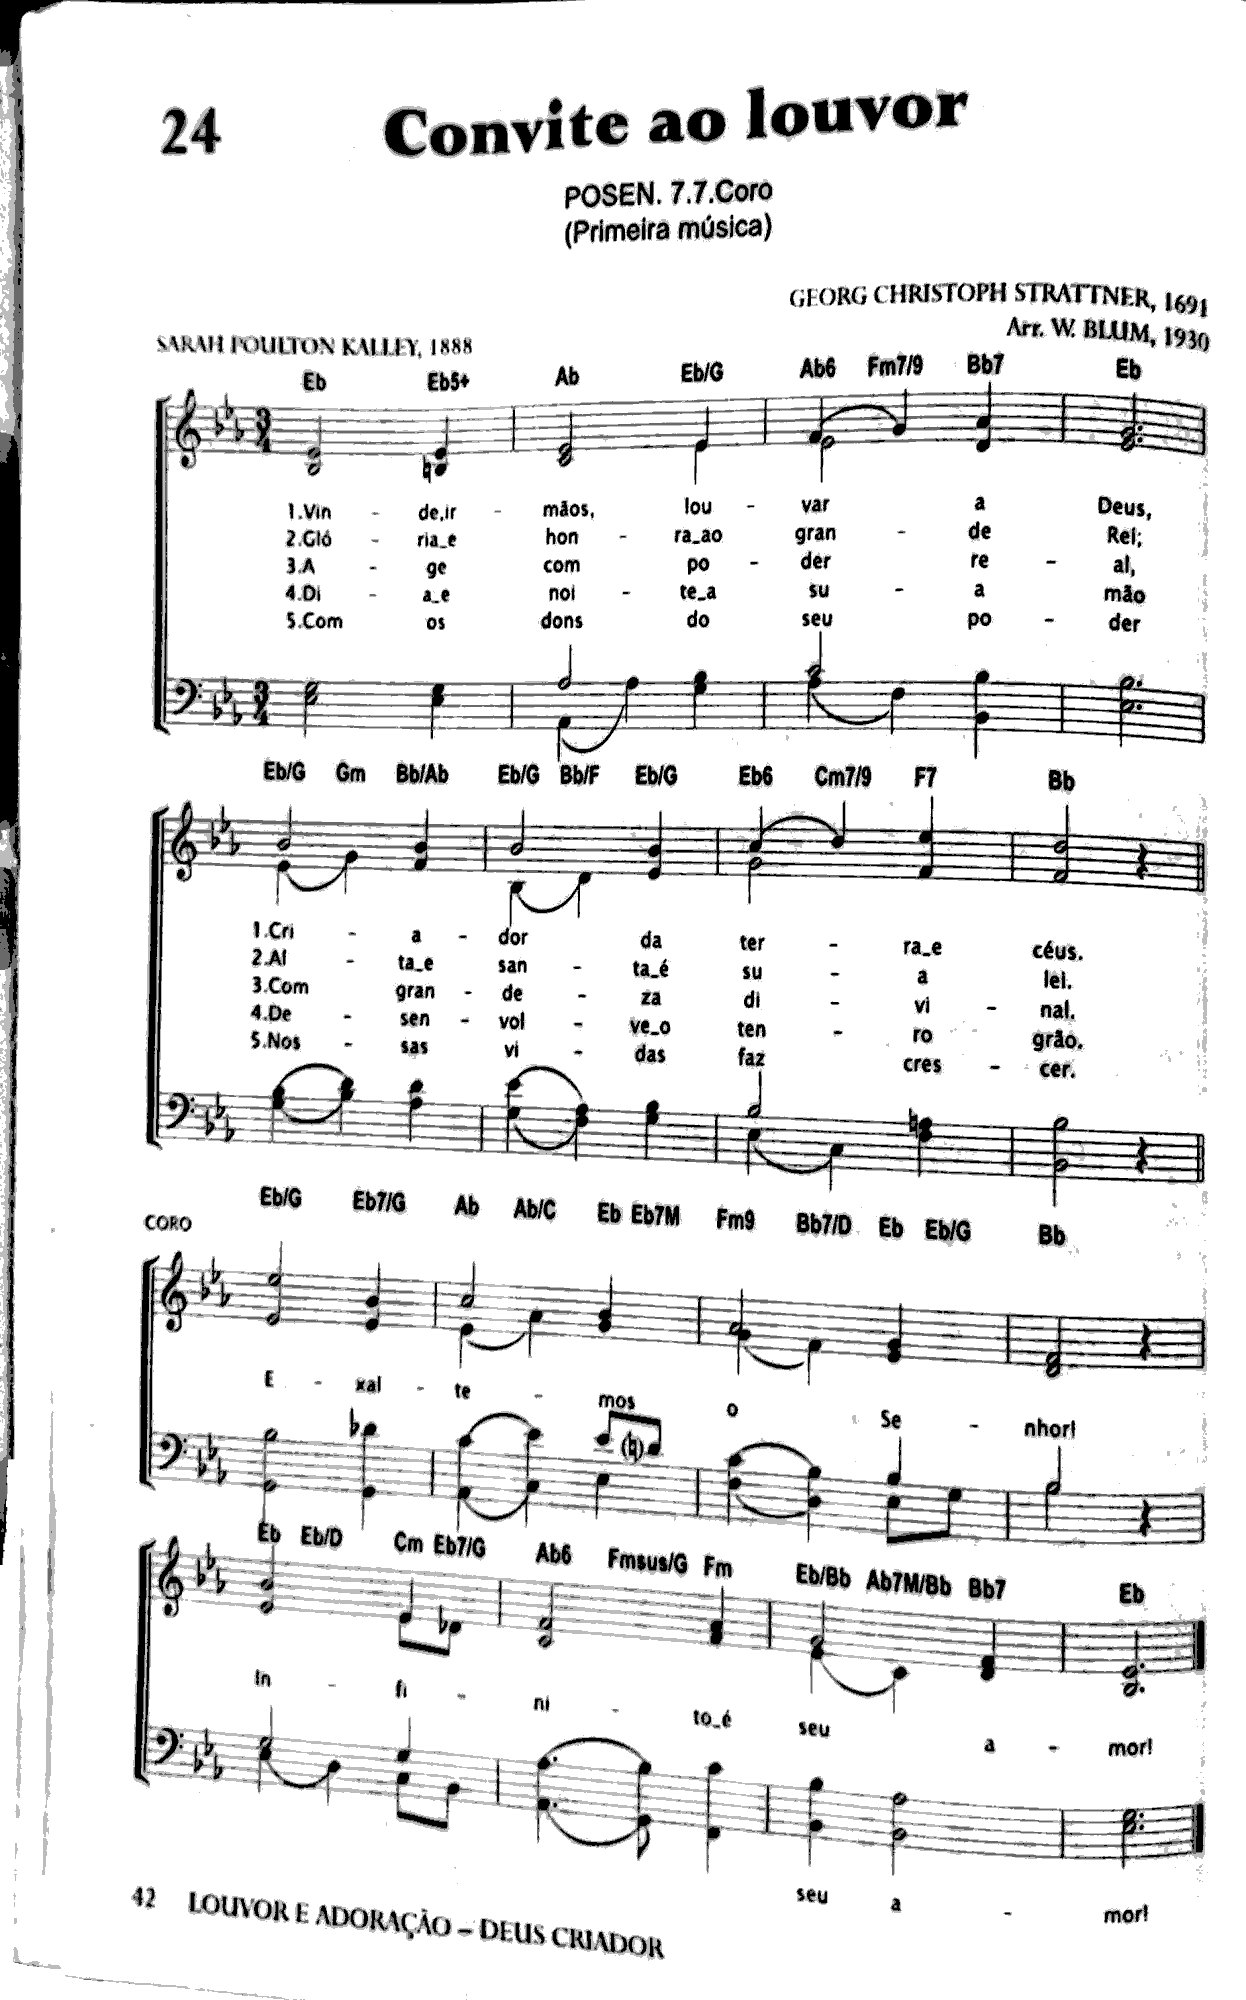 24 Convite ao louvor
POSEN. 7.7.Coro
(Primeira música)
GEORG CHRISTOPH STRATTNER, 1691
Arr. W. BLUM, 1930
SARAH POULTON KALLEY, 1888
Eb Eb5+ Ab Eb/G Ab6 Fm7/9 Bb7 Eb
1.Vin - de,ir - mãos, lou - var a Deus,
2.Gló - ria_e hon - ra_ao gran - de Rei;
3.A - ge com po - der re - al,
4.Di - a_e noi - te_a su - a mão
5.Com os dons do seu po - der
Eb/G Gm Bb/Ab Eb/G Bb/F Eb/G Eb6 Cm7/9 F7 Bb
1.Cri - a - dor da ter - ra_e céus.
2.Al - ta_e san - ta_é su - a lei.
3.Com gran - de - za di - vi - nal.
4.De - sen - vol - ve_o ten - ro grão.
5.Nos - sas vi - das faz cres - cer.
Eb/G Eb7/G Ab Ab/C Eb Eb7M Fm9 Bb7/D Eb Eb/G Bb
CORO
E - xal - te - mos o Se - nhor!
Eb Eb/D Cm Eb7/G Ab6 Fmsus/G Fm Eb/Bb Ab7M/Bb Bb7 Eb
In - fi - ni - to_é seu a - mor!
seu a - mor!
42 LOUVOR E ADORAÇÃO – DEUS CRIADOR